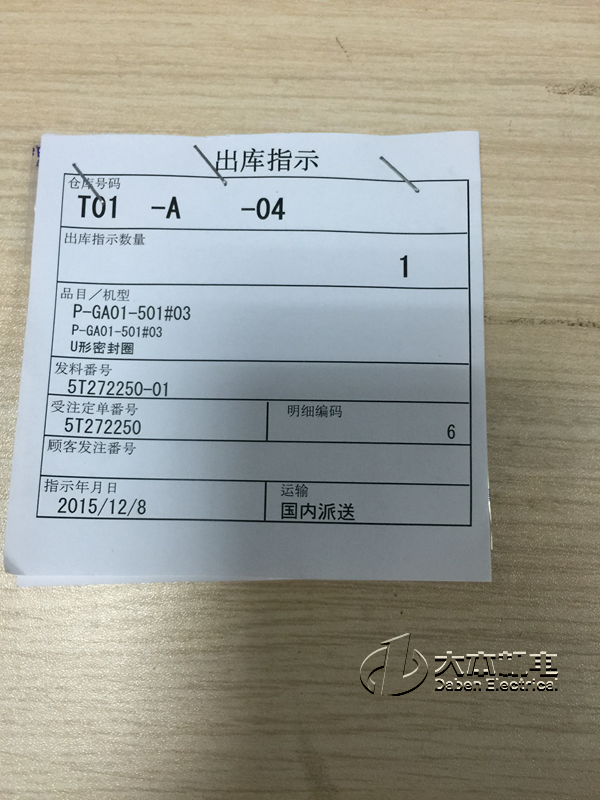 出库指示
仓库号码
T01 -A -04
出库指示数量
1
品目／机型
P-GA01-501#03
P-GA01-501#03
U形密封圈
发料番号
5T272250-01
受注定单番号
5T272250
明细编码
6
顾客发注番号
指示年月日
2015/12/8
运输
国内派送
大本机电
Daben Electrical